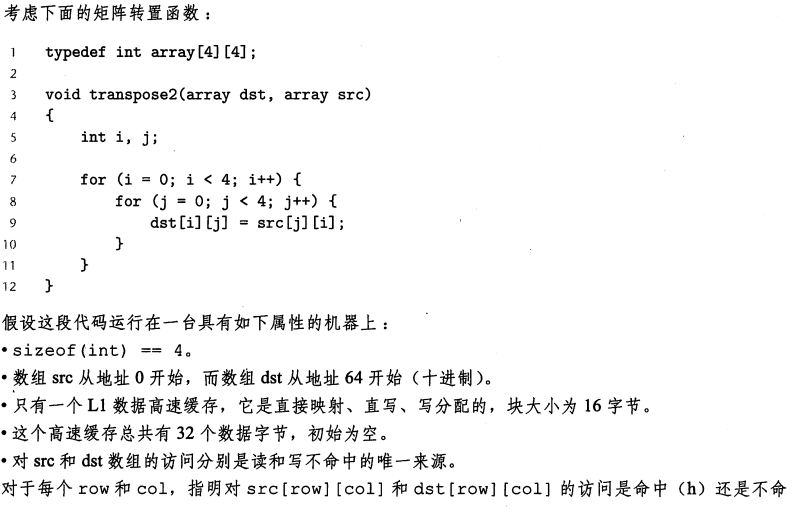 考虑下面的矩阵转置函数：
1 typedef int array[4][4];
2
3 void transpose2(array dst, array src)
4 {
5 int i, j;
6
7 for (i = 0; i < 4; i++) {
8 for (j = 0; j < 4; j++) {
9 dst[i][j] = src[j][i];
10 }
11 }
12 }
假设这段代码运行在一台具有如下属性的机器上：
•sizeof(int) == 4。
•数组 src 从地址 0 开始，而数组 dst 从地址 64 开始（十进制）。
•只有一个 L1 数据高速缓存，它是直接映射、直写、写分配的，块大小为 16 字节。
•这个高速缓存总共有 32 个数据字节，初始为空。
•对 src 和 dst 数组的访问分别是读和写不命中的唯一来源。
对于每个 row 和 col，指明对 src[row][col] 和 dst[row][col] 的访问是命中（h）还是不命